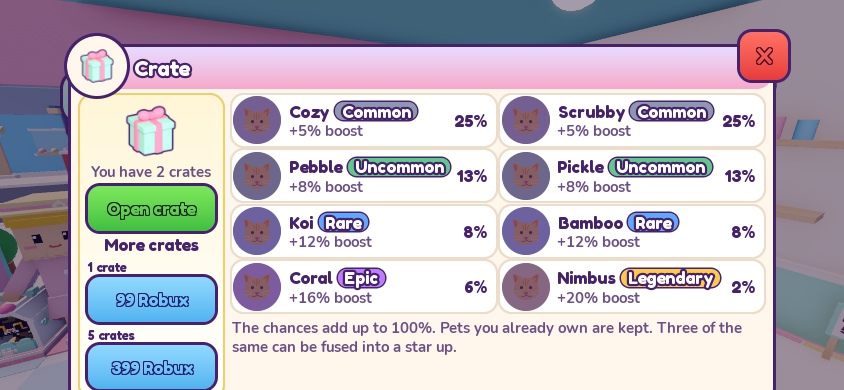 Crate
X
You have 2 crates
Open crate
More crates
1 crate
99 Robux
5 crates
399 Robux
Cozy Common
+5% boost
25%
Scrubby Common
+5% boost
25%
Pebble Uncommon
+8% boost
13%
Pickle Uncommon
+8% boost
13%
Koi Rare
+12% boost
8%
Bamboo Rare
+12% boost
8%
Coral Epic
+16% boost
6%
Nimbus Legendary
+20% boost
2%
The chances add up to 100%. Pets you already own are kept. Three of the
same can be fused into a star up.